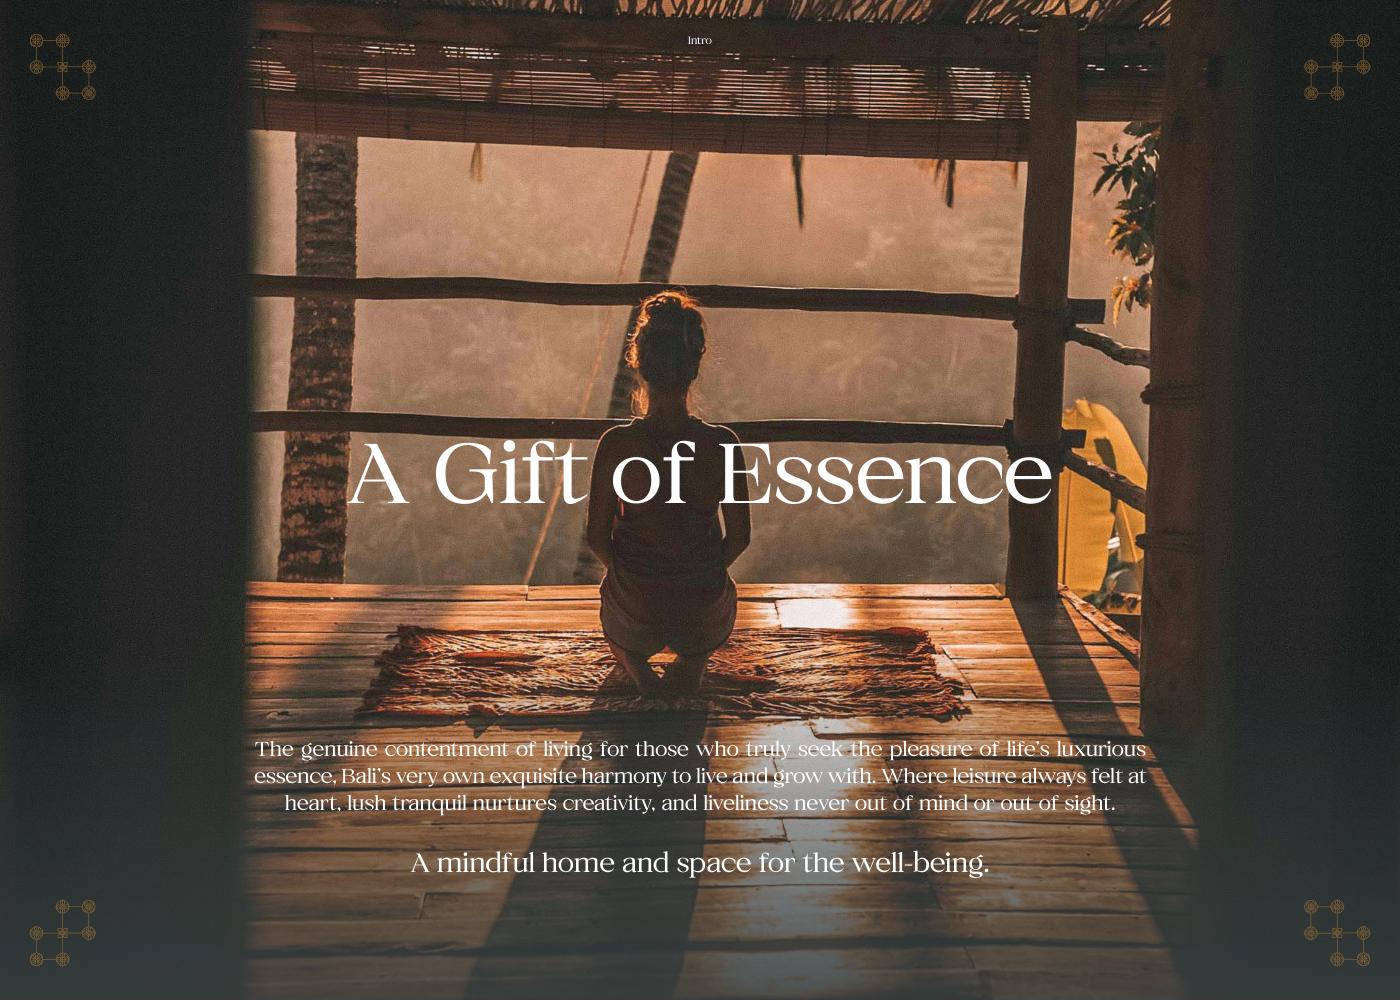 Intro
A Gift of Essence
The genuine contentment of living for those who truly seek the pleasure of life's luxurious
essence, Bali's very own exquisite harmony to live and grow with. Where leisure always felt at
heart, lush tranquil nurtures creativity, and liveliness never out of mind or out of sight.
A mindful home and space for the well-being.